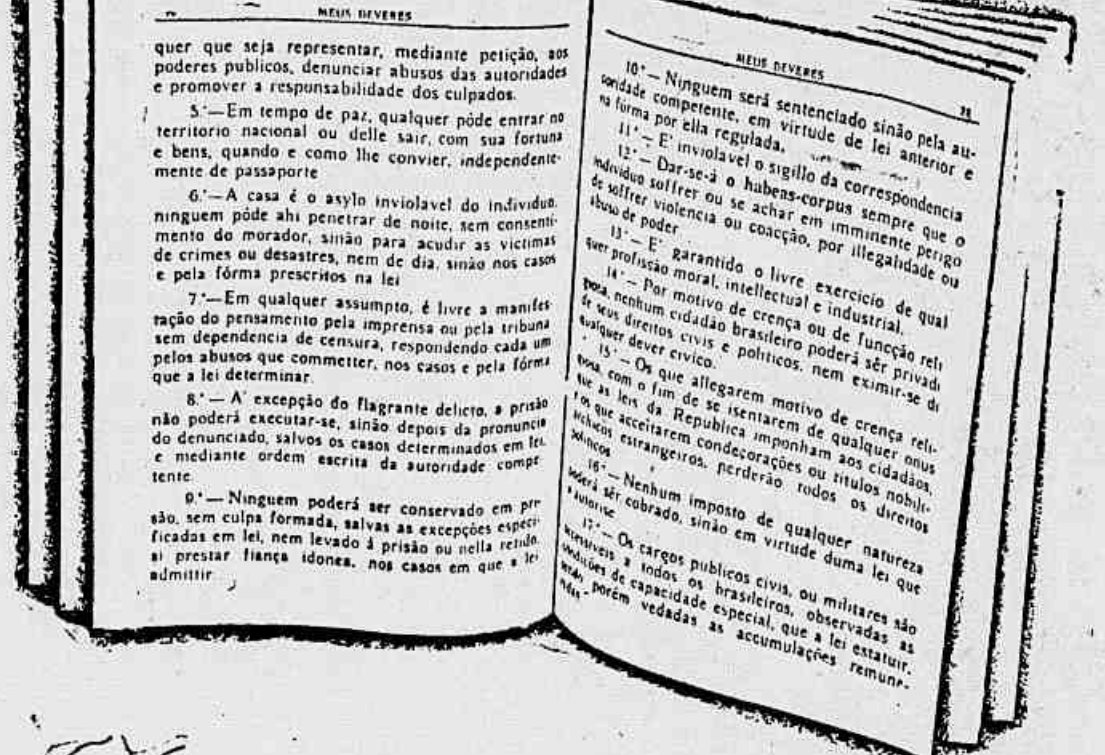 MEUS DEVERES
quer que seja representar, mediante petição, aos
poderes publicos, denunciar abusos das autoridades
e promover a responsabilidade dos culpados.
5.º—Em tempo de paz, qualquer póde entrar no
territorio nacional ou delle sair, com sua fortuna
e bens, quando e como lhe convier, independente-
mente de passaporte
6.º—A casa é o asylo inviolavel do individuo,
ninguem póde ahi penetrar de noite, sem consenti-
mento do morador, sinão para acudir as victimas
de crimes ou desastres, nem de dia, sinão nos casos
e pela fórma prescritos na lei
7.º—Em qualquer assumpto, é livre a manifes
tação do pensamento pela imprensa ou pela tribuna
sem dependencia de censura, respondendo cada um
pelos abusos que commetter, nos casos e pela fórma
que a lei determinar.
8.º— A' excepção do flagrante delicto, a prisão
não poderá executar-se, sinão depois da pronuncia
do denunciado, salvos os casos determinados em lei,
e mediante ordem escrita da autoridade compe-
tente.
9.º— Ninguem poderá ser conservado em pri-
são, sem culpa formada, salvas as excepções especi-
ficadas em lei, nem levado á prisão ou nella retido,
si prestar fiança idonea, nos casos em que a lei
admittir
MEUS DEVERES
10.º— Ninguem será sentenciado sinão pela au-
toridade competente, em virtude de lei anterior e
na fórma por ella regulada.
11.º— E' inviolavel o sigillo da correspondencia
12.º— Dar-se-á o habeas-corpus sempre que o
individuo soffrer ou se achar em imminente perigo
de soffrer violencia ou coacção, por illegalidade ou
abuso de poder
13.º— E' garantido o livre exercicio de qual
quer profissão moral, intellectual e industrial.
14.º— Por motivo de crença ou de funcção reli
giosa, nenhum cidadão brasileiro poderá sêr privadi
de seus direitos civis e politicos, nem eximir-se di
qualquer dever civico.
15.º— Os que allegarem motivo de crença reli-
giosa, com o fim de se isentarem de qualquer onus
que as leis da Republica imponham aos cidadãos,
e os que aceitarem condecorações ou titulos nobili-
archicos estrangeiros, perderão todos os direitos
politicos
16.º— Nenhum imposto de qualquer natureza
poderá sêr cobrado, sinão em virtude duma lei que
o autorise
17.º— Os cargos publicos civis, ou militares são
accessiveis a todos os brasileiros, observadas as
condições de capacidade especial, que a lei estatuir,
sendo, porém vedadas as accumulações remune-
radas-